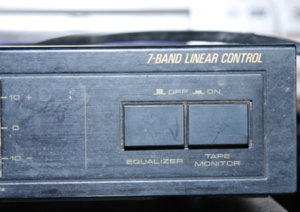 7-BAND LINEAR CONTROL
OFF ON
10 +
0
10 -
EQUALIZER
TAPE
MONITOR